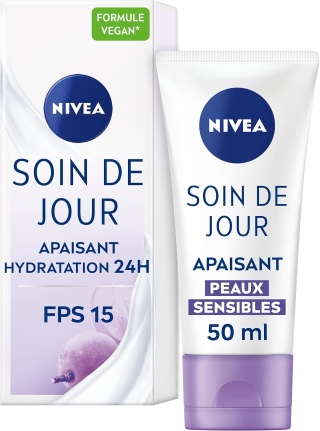 FORMULE
VEGAN*
NIVEA
SOIN DE
JOUR
APAISANT
HYDRATATION 24H
FPS 15
NIVEA
SOIN DE
JOUR
APAISANT
PEAUX
SENSIBLES
50 ml